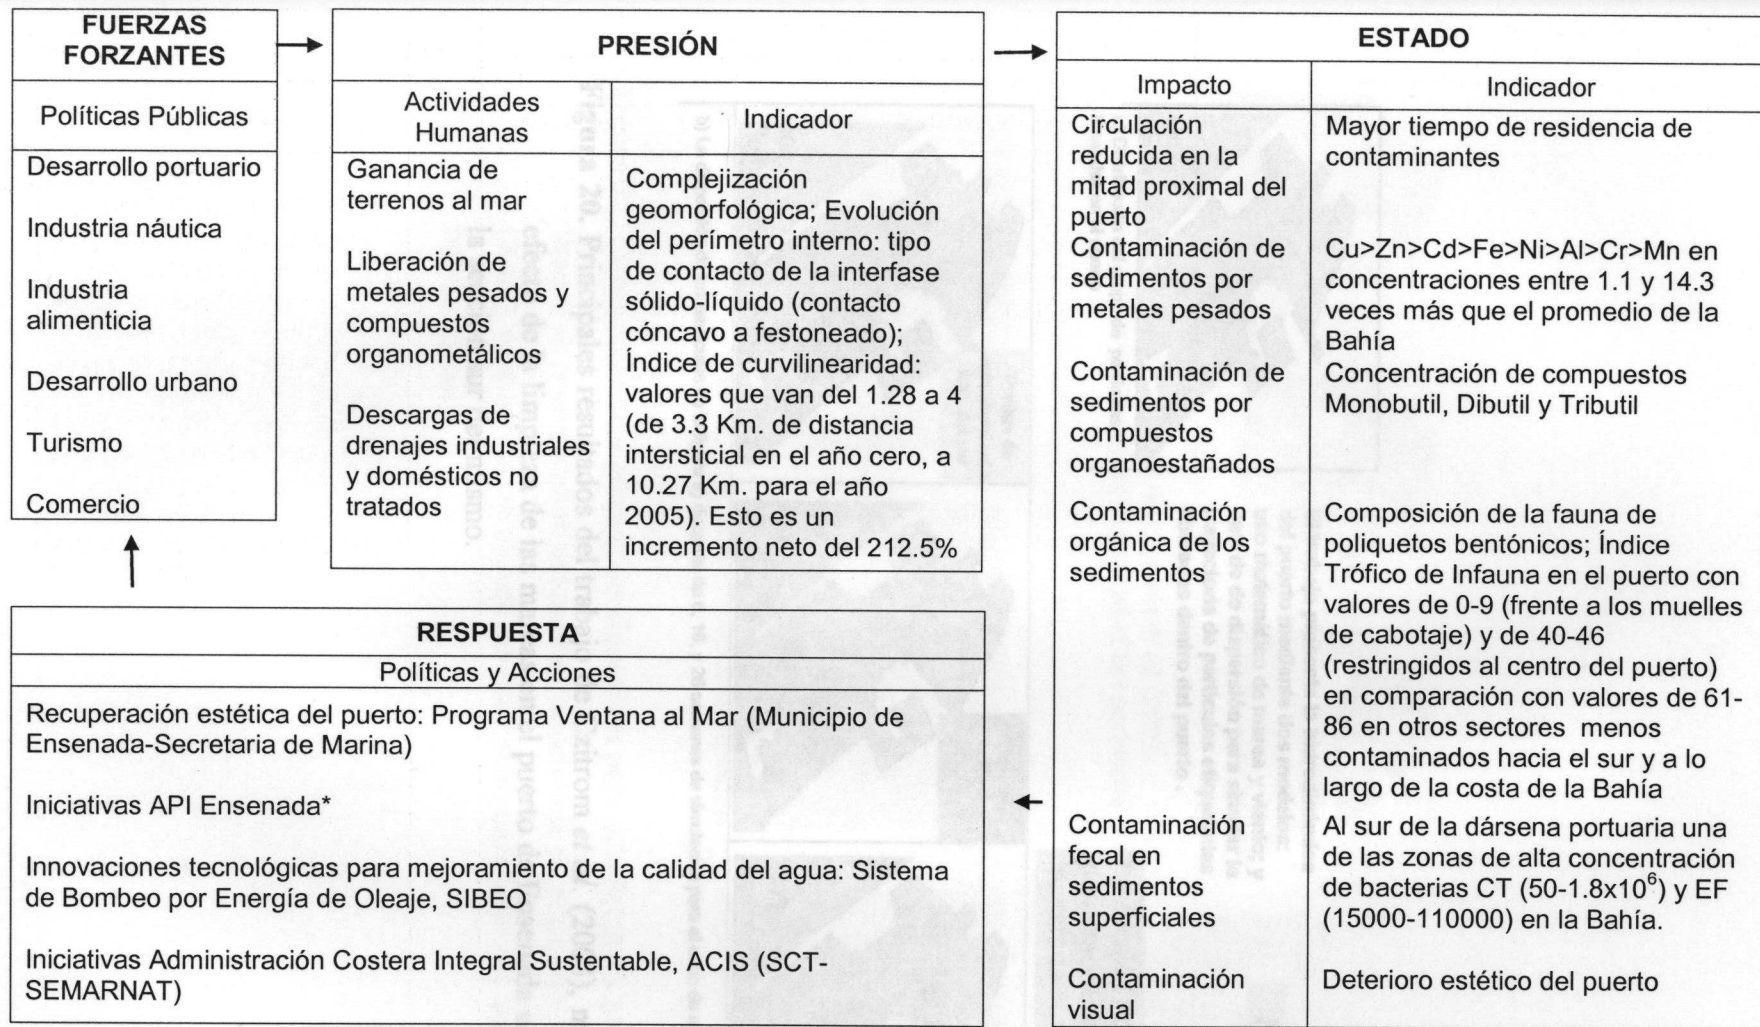 FUERZAS
FORZANTES
Políticas Públicas
Desarrollo portuario
Industria náutica
Industria
alimenticia
Desarrollo urbano
Turismo
Comercio
PRESIÓN
Actividades
Humanas
Indicador
Ganancia de
terrenos al mar
Liberación de
metales pesados y
compuestos
organometálicos
Descargas de
drenajes industriales
y domésticos no
tratados
Complejización
geomorfológica; Evolución
del perímetro interno: tipo
de contacto de la interfase
sólido-líquido (contacto
cóncavo a festoneado);
Índice de curvilinearidad:
valores que van del 1.28 a 4
(de 3.3 Km. de distancia
intersticial en el año cero, a
10.27 Km. para el año
2005). Esto es un
incremento neto del 212.5%
ESTADO
Impacto
Indicador
Circulación
reducida en la
mitad proximal del
puerto
Mayor tiempo de residencia de
contaminantes
Contaminación de
sedimentos por
metales pesados
Cu>Zn>Cd>Fe>Ni>Al>Cr>Mn en
concentraciones entre 1.1 y 14.3
veces más que el promedio de la
Bahía
Contaminación de
sedimentos por
compuestos
organoestañados
Concentración de compuestos
Monobutil, Dibutil y Tributil
Contaminación
orgánica de los
sedimentos
Composición de la fauna de
poliquetos bentónicos; Índice
Trófico de Infauna en el puerto con
valores de 0-9 (frente a los muelles
de cabotaje) y de 40-46
(restringidos al centro del puerto)
en comparación con valores de 61-
86 en otros sectores menos
contaminados hacia el sur y a lo
largo de la costa de la Bahía
Contaminación
fecal en
sedimentos
superficiales
Al sur de la dársena portuaria una
de las zonas de alta concentración
de bacterias CT (50-1.8x10⁶) y EF
(15000-110000) en la Bahía.
Contaminación
visual
Deterioro estético del puerto
RESPUESTA
Políticas y Acciones
Recuperación estética del puerto: Programa Ventana al Mar (Municipio de
Ensenada-Secretaria de Marina)
Iniciativas API Ensenada*
Innovaciones tecnológicas para mejoramiento de la calidad del agua: Sistema
de Bombeo por Energía de Oleaje, SIBEO
Iniciativas Administración Costera Integral Sustentable, ACIS (SCT-
SEMARNAT)